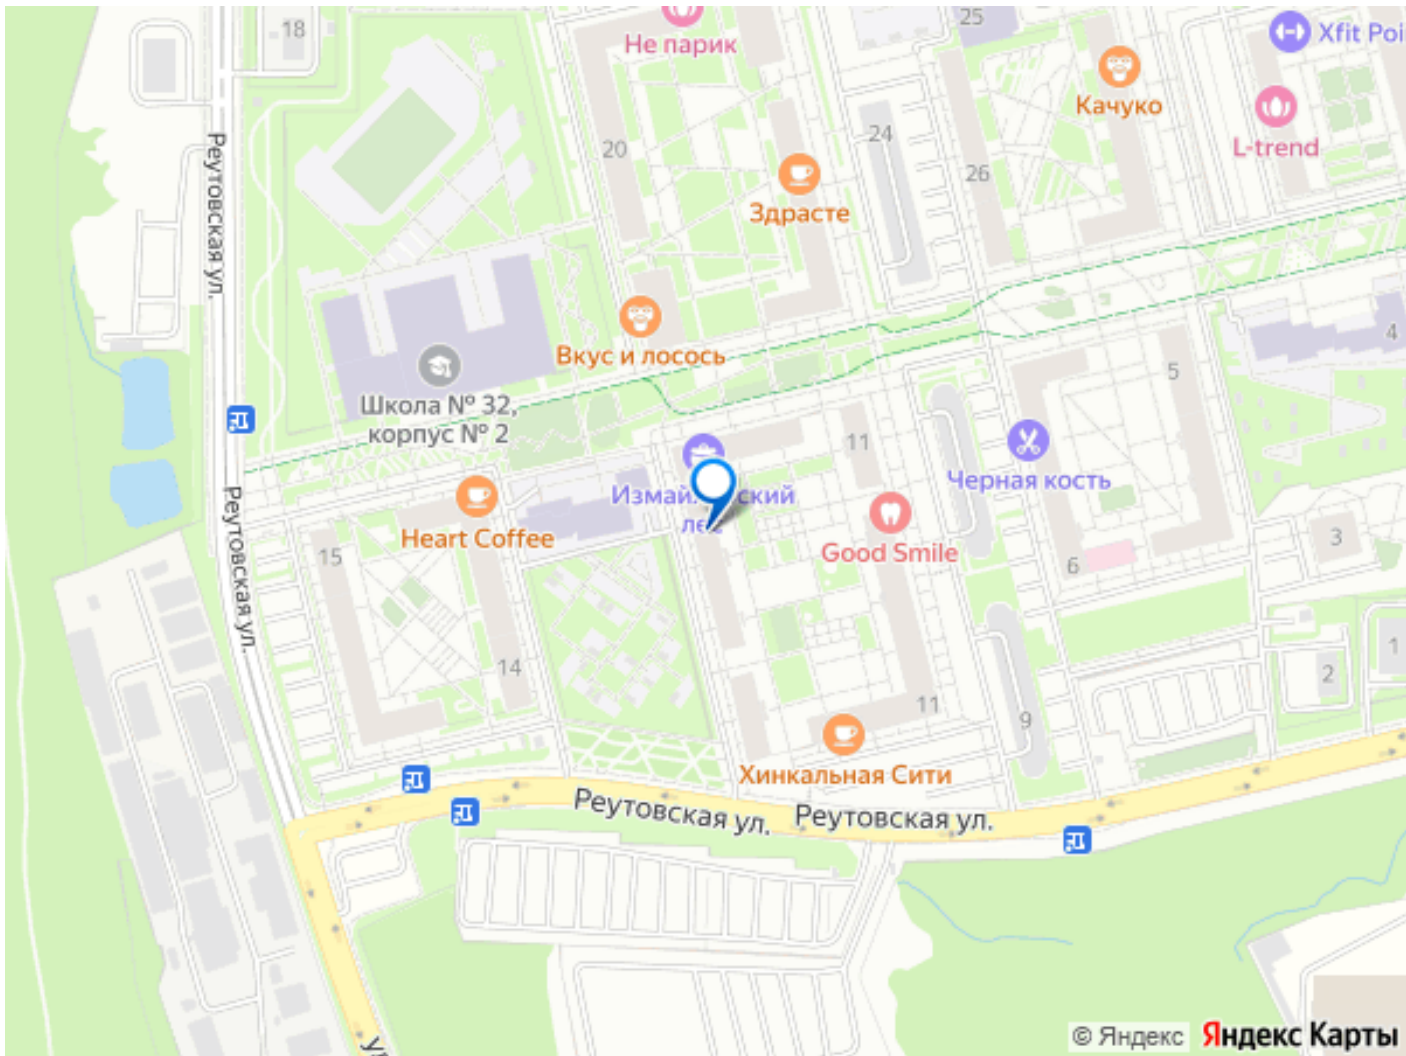 18
Не парик
25
Xfit Poi
Качуко
L-trend
24
20
26
Реутовская ул.
Здрасте
4
Вкус и лосось
5
Школа № 32,
корпус № 2
11
Черная кость
Измай
ский
Heart Coffee
Good Smile
15
3
6
Реутовская ул.
14
1
2
11
9
Хинкальная Сити
Реутовская ул.
Реутовская ул.
© Яндекс Яндекс Карты